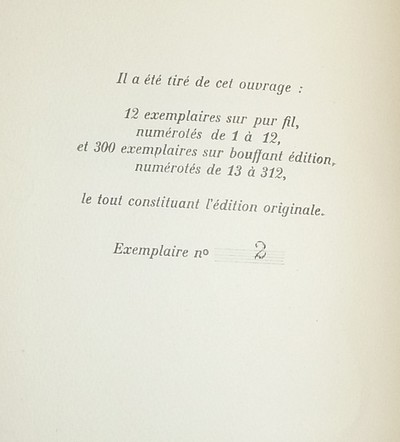 Il a été tiré de cet ouvrage :
12 exemplaires sur pur fil,
numérotés de 1 à 12,
et 300 exemplaires sur bouffant édition,
numérotés de 13 à 312,
le tout constituant l'édition originale.
Exemplaire nº 2